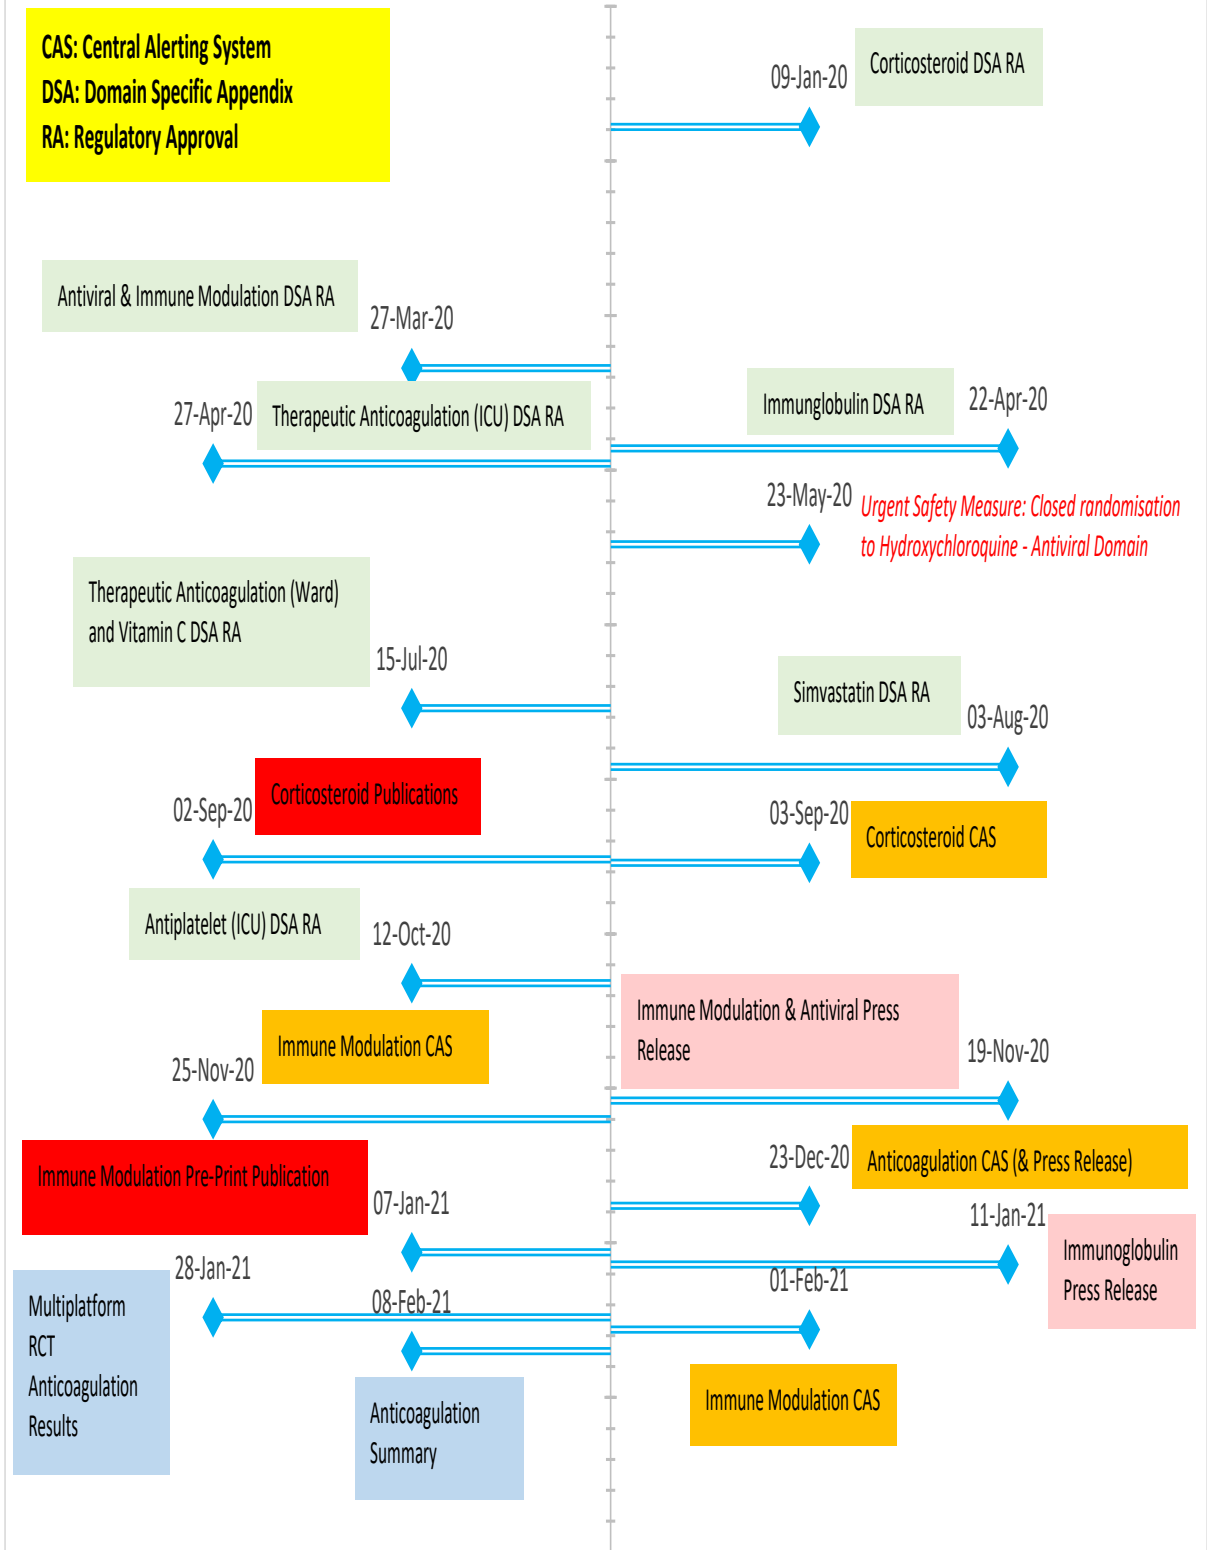 CAS: Central Alerting System
DSA: Domain Specific Appendix
RA: Regulatory Approval
09-Jan-20
Corticosteroid DSA RA
Antiviral & Immune Modulation DSA RA
27-Mar-20
27-Apr-20
Therapeutic Anticoagulation (ICU) DSA RA
Immunglobulin DSA RA
22-Apr-20
23-May-20
Urgent Safety Measure: Closed randomisation
to Hydroxychloroquine - Antiviral Domain
Therapeutic Anticoagulation (Ward)
and Vitamin C DSA RA
15-Jul-20
Simvastatin DSA RA
03-Aug-20
02-Sep-20
Corticosteroid Publications
03-Sep-20
Corticosteroid CAS
Antiplatelet (ICU) DSA RA
12-Oct-20
Immune Modulation & Antiviral Press
Release
19-Nov-20
25-Nov-20
Immune Modulation CAS
23-Dec-20
Anticoagulation CAS (& Press Release)
Immune Modulation Pre-Print Publication
07-Jan-21
11-Jan-21
Immunoglobulin
Press Release
28-Jan-21
Multiplatform
RCT
Anticoagulation
Results
01-Feb-21
Immune Modulation CAS
08-Feb-21
Anticoagulation
Summary